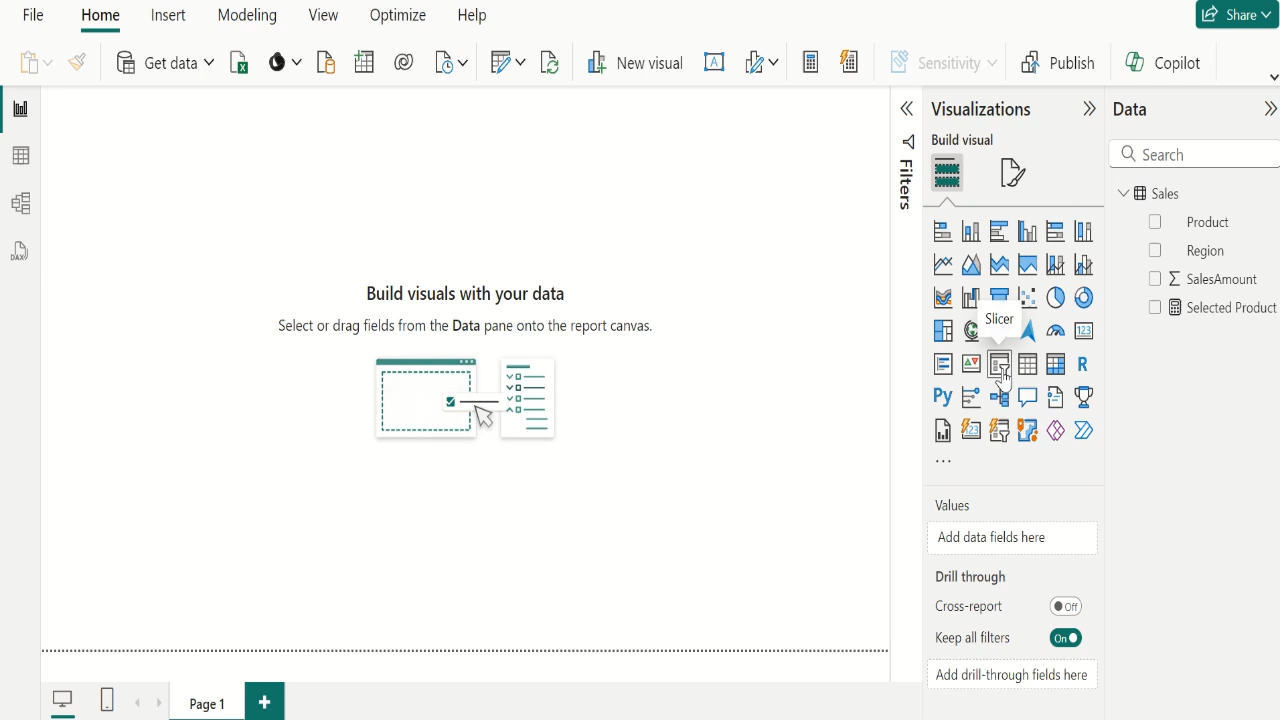 File Home Insert Modeling View Optimize Help Share
Get data New visual A Sensitivity Publish Copilot
Visualizations Data
Build visual
Search
Filters
Sales
Product
Region
SalesAmount
Selected Product
Build visuals with your data
Select or drag fields from the Data pane onto the report canvas.
Slicer
123
R
Py
123
...
Values
Add data fields here
Drill through
Cross-report Off
Keep all filters On
Add drill-through fields here
DAX
Page 1 +